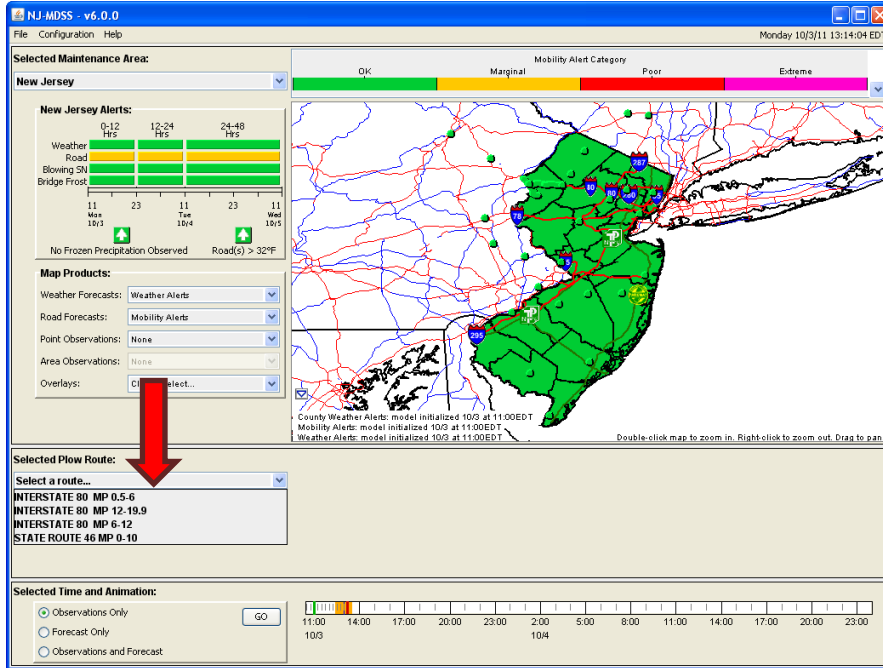 NJ-MDSS - v6.0.0
File Configuration Help
Monday 10/3/11 13:14:04 EDT
Selected Maintenance Area:
New Jersey
Mobility Alert Category
OK Marginal Poor Extreme
New Jersey Alerts:
0-12 Hrs 12-24 Hrs 24-48 Hrs
Weather
Road
Blowing SN
Bridge Frost
11 23 11 23 11
Mon Tue Wed
10/3 10/4 10/5
No Frozen Precipitation Observed Road(s) > 32°F
Map Products:
Weather Forecasts: Weather Alerts
Road Forecasts: Mobility Alerts
Point Observations: None
Area Observations: None
Overlays:
287
80 80
78
295
County Weather Alerts: model initialized 10/3 at 11:00EDT
Mobility Alerts: model initialized 10/3 at 11:00EDT
Weather Alerts: model initialized 10/3 at 11:00EDT
Double-click map to zoom in. Right-click to zoom out. Drag to pan.
Selected Plow Route:
Select a route...
INTERSTATE 80 MP 0.5-6
INTERSTATE 80 MP 12-19.9
INTERSTATE 80 MP 6-12
STATE ROUTE 46 MP 0-10
Selected Time and Animation:
Observations Only
GO
Forecast Only
Observations and Forecast
11:00 14:00 17:00 20:00 23:00 2:00 5:00 8:00 11:00 14:00 17:00 20:00 23:00
10/3 10/4